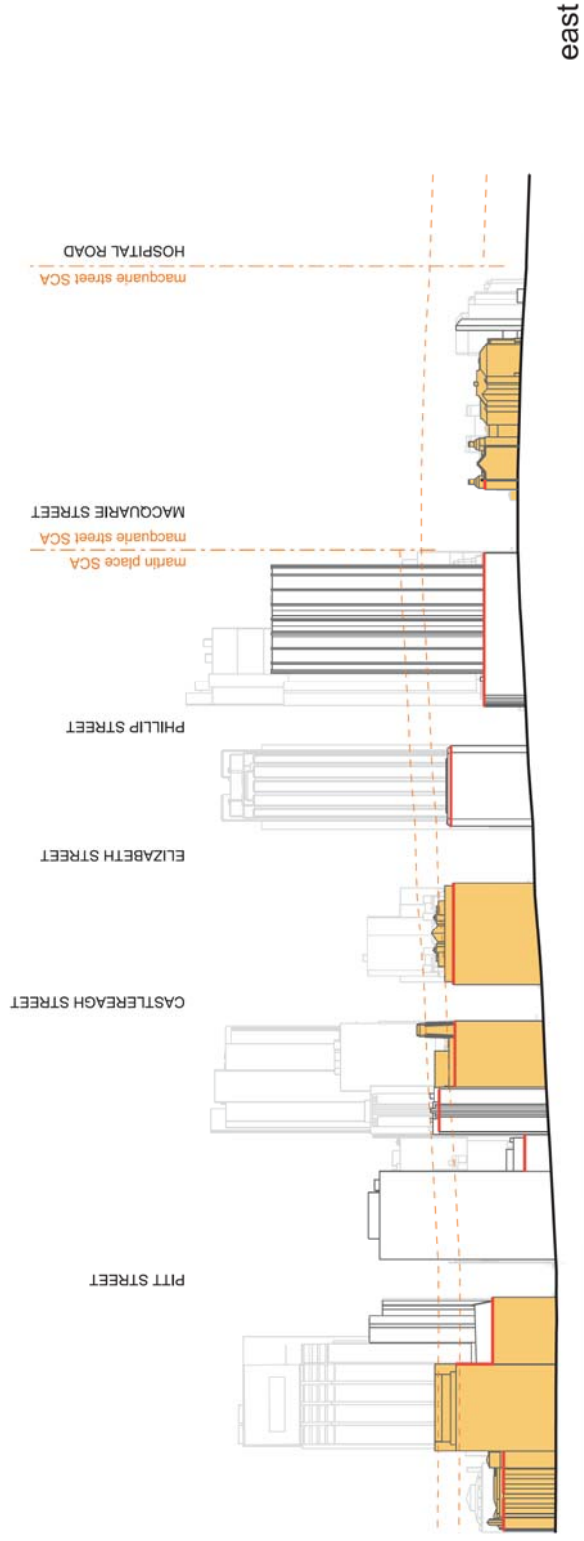 east
HOSPITAL ROAD
macquarie street SCA
MACQUARIE STREET
macquarie street SCA
martin place SCA
PHILLIP STREET
ELIZABETH STREET
CASTLEREAGH STREET
PITT STREET